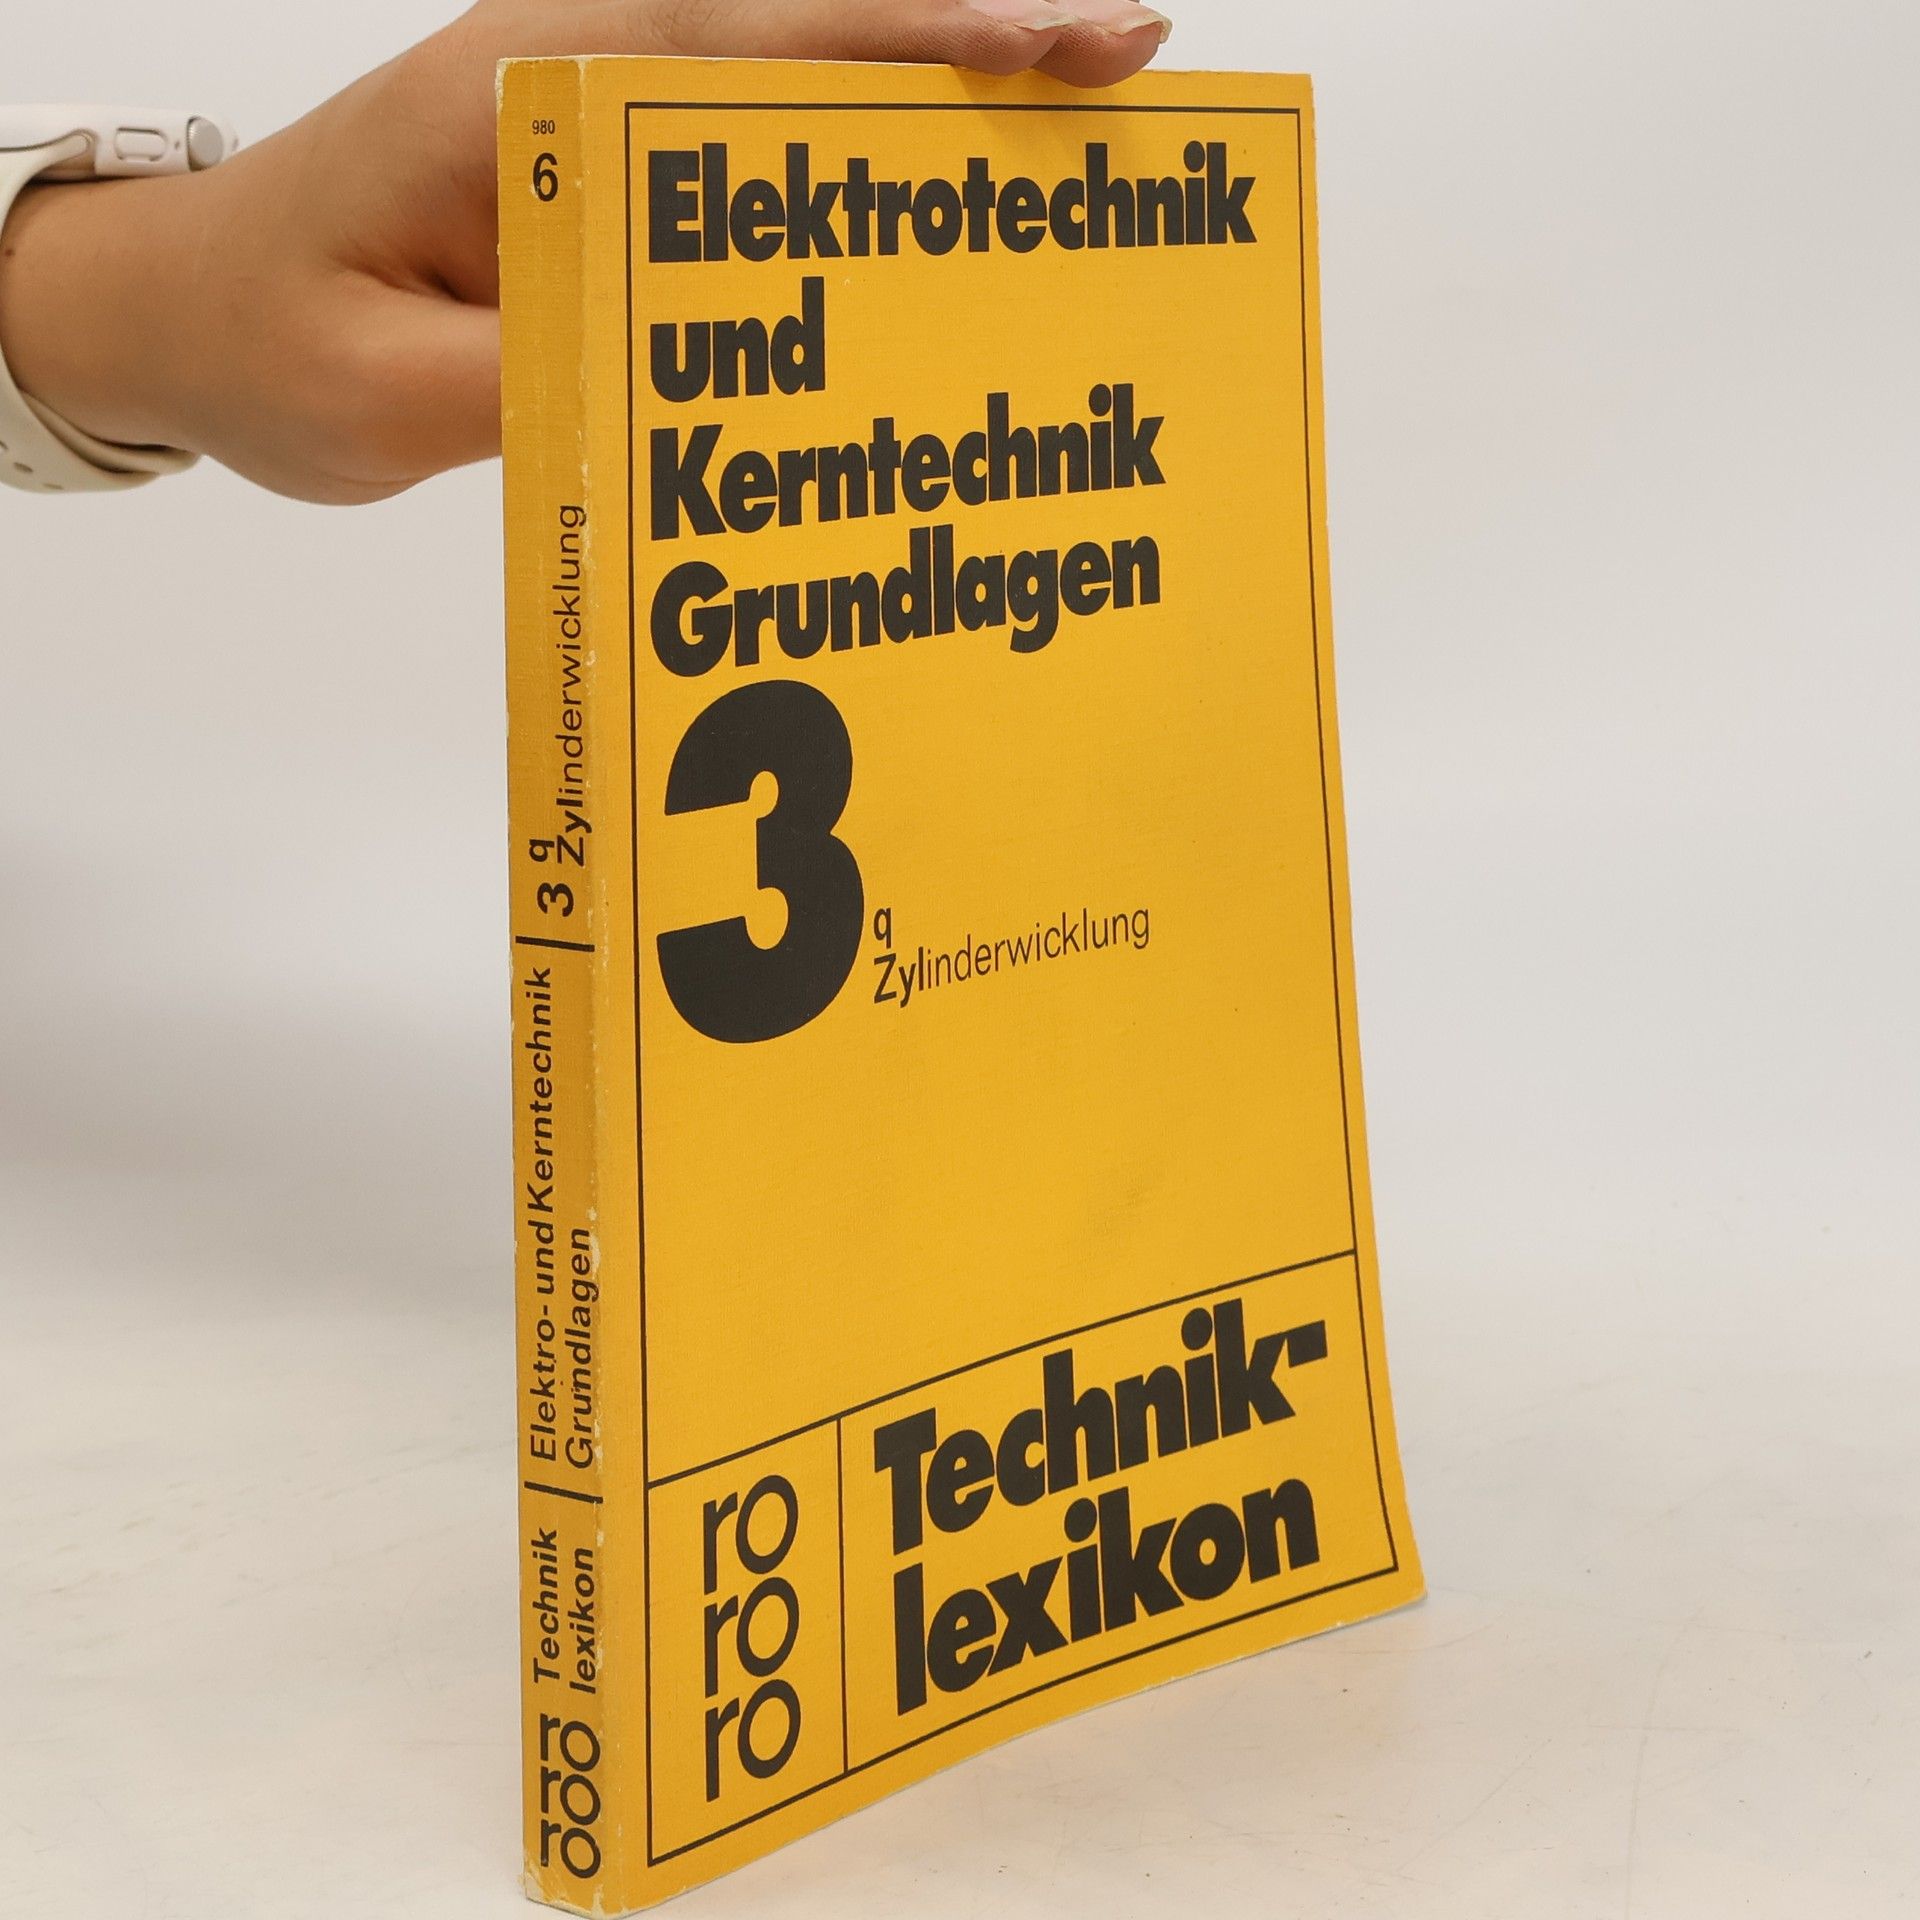 980
6
Elektrotechnik
und
Kerntechnik
Grundlagen
3
q
Zylinderwicklung
Technik-
lexikon
ro
ro
ro
ro
ro
ro
Technik
lexikon
Elektro- und Kerntechnik
Grundlagen
3
q
Zylinderwicklung